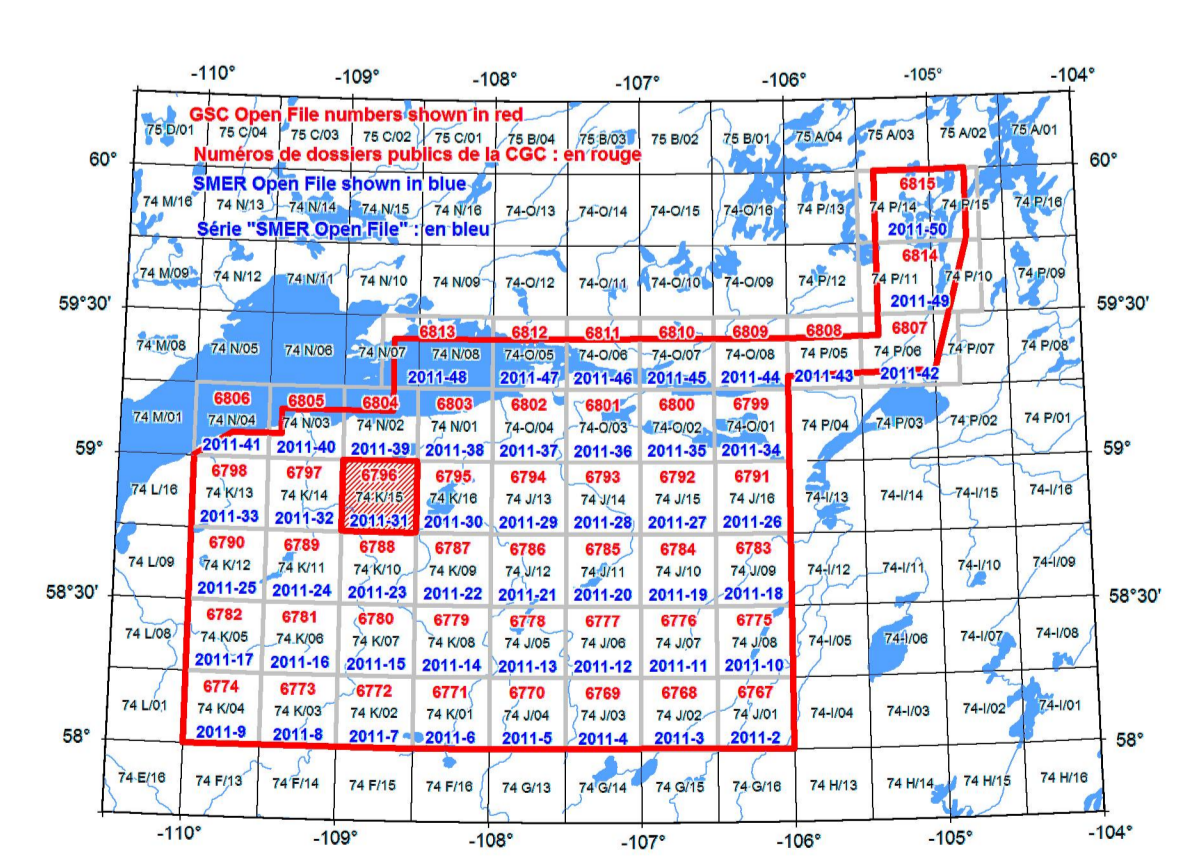 -110° -109° -108° -107° -106° -105° -104°
GSC Open File numbers shown in red
75 D/01 75 C/04 75 C/03 75 C/02 75 C/01 75 B/04 75 B/03 75 B/02 75 B/01 75 A/04 75 A/03 75 A/02 75 A/01
Numéros de dossiers publics de la CGC : en rouge
60° 60°
SMER Open File shown in blue
6815
74 M/16 74 N/13 74 N/14 74 N/15 74 N/16 74-O/13 74-O/14 74-O/15 74-O/16 74 P/13 74 P/14 74 P/15 74 P/16
Série "SMER Open File" : en bleu
2011-50
6814
74 M/09 74 N/12 74 N/11 74 N/10 74 N/09 74-O/12 74-O/11 74-O/10 74-O/09 74 P/12 74 P/11 74 P/10 74 P/09
59°30' 2011-49 59°30'
6813 6812 6811 6810 6809 6808 6807
74 M/08 74 N/05 74 N/06 74 N/07 74 N/08 74-O/05 74-O/06 74-O/07 74-O/08 74 P/05 74 P/06 74 P/07 74 P/08
2011-48 2011-47 2011-46 2011-45 2011-44 2011-43 2011-42
6806 6805 6804 6803 6802 6801 6800 6799
74 M/01 74 N/04 74 N/03 74 N/02 74 N/01 74-O/04 74-O/03 74-O/02 74-O/01 74 P/04 74 P/03 74 P/02 74 P/01
59° 2011-41 2011-40 2011-39 2011-38 2011-37 2011-36 2011-35 2011-34 59°
6798 6797 6796 6795 6794 6793 6792 6791
74 L/16 74 K/13 74 K/14 74 K/15 74 K/16 74 J/13 74 J/14 74 J/15 74 J/16 74-I/13 74-I/14 74-I/15 74-I/16
2011-33 2011-32 2011-31 2011-30 2011-29 2011-28 2011-27 2011-26
6790 6789 6788 6787 6786 6785 6784 6783
74 L/09 74 K/12 74 K/11 74 K/10 74 K/09 74 J/12 74 J/11 74 J/10 74 J/09 74-I/12 74-I/11 74-I/10 74-I/09
58°30' 2011-25 2011-24 2011-23 2011-22 2011-21 2011-20 2011-19 2011-18 58°30'
6782 6781 6780 6779 6778 6777 6776 6775
74 L/08 74 K/05 74 K/06 74 K/07 74 K/08 74 J/05 74 J/06 74 J/07 74 J/08 74-I/05 74-I/06 74-I/07 74-I/08
2011-17 2011-16 2011-15 2011-14 2011-13 2011-12 2011-11 2011-10
6774 6773 6772 6771 6770 6769 6768 6767
74 L/01 74 K/04 74 K/03 74 K/02 74 K/01 74 J/04 74 J/03 74 J/02 74 J/01 74-I/04 74-I/03 74-I/02 74-I/01
58° 2011-9 2011-8 2011-7 2011-6 2011-5 2011-4 2011-3 2011-2 58°
74 E/16 74 F/13 74 F/14 74 F/15 74 F/16 74 G/13 74 G/14 74 G/15 74 G/16 74 H/13 74 H/14 74 H/15 74 H/16
-110° -109° -108° -107° -106° -105° -104°